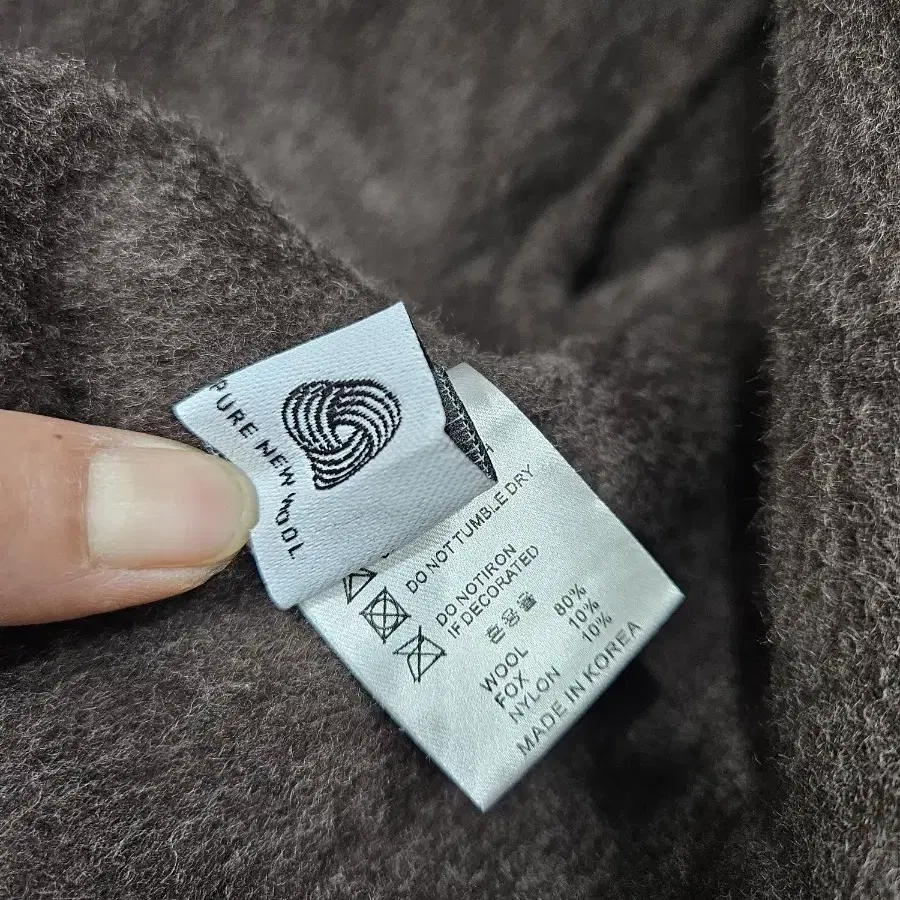 PURE NEW WOOL
DO NOT TUMBLE DRY
DO NOT IRON
IF DECORATED
혼용율
WOOL 80%
FOX 10%
NYLON 10%
MADE IN KOREA